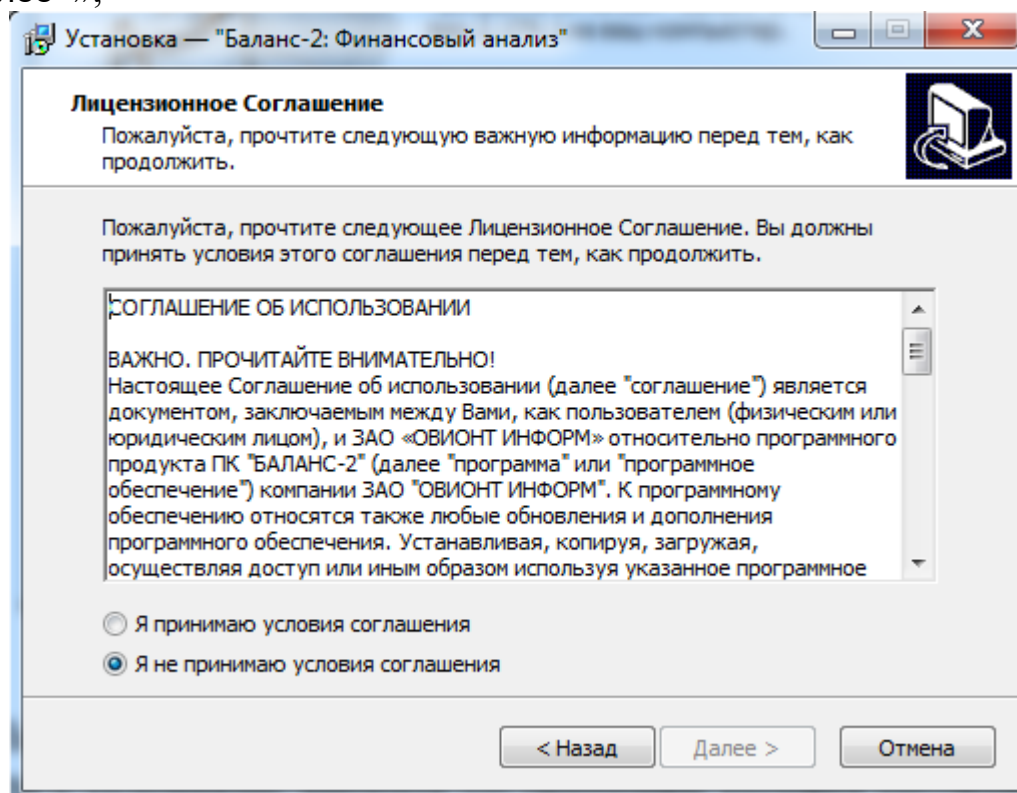 Установка — "Баланс-2: Финансовый анализ"
Лицензионное Соглашение
Пожалуйста, прочтите следующую важную информацию перед тем, как
продолжить.
Пожалуйста, прочтите следующее Лицензионное Соглашение. Вы должны
принять условия этого соглашения перед тем, как продолжить.
СОГЛАШЕНИЕ ОБ ИСПОЛЬЗОВАНИИ
ВАЖНО. ПРОЧИТАЙТЕ ВНИМАТЕЛЬНО!
Настоящее Соглашение об использовании (далее "соглашение") является
документом, заключаемым между Вами, как пользователем (физическим или
юридическим лицом), и ЗАО «ОВИОНТ ИНФОРМ» относительно программного
продукта ПК "БАЛАНС-2" (далее "программа" или "программное
обеспечение") компании ЗАО "ОВИОНТ ИНФОРМ". К программному
обеспечению относятся также любые обновления и дополнения
программного обеспечения. Устанавливая, копируя, загружая,
осуществляя доступ или иным образом используя указанное программное
Я принимаю условия соглашения
Я не принимаю условия соглашения
< Назад
Далее >
Отмена